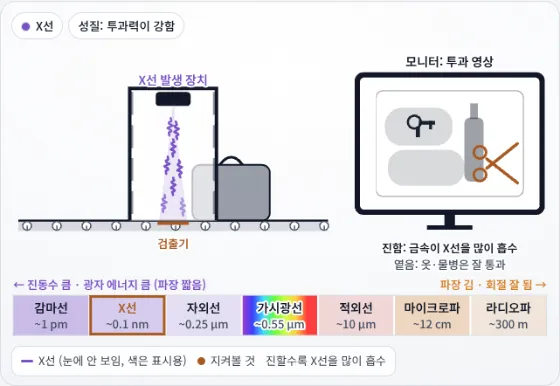 X선
성질: 투과력이 강함
X선 발생 장치
모니터: 투과 영상
검출기
진함: 금속이 X선을 많이 흡수
옅음: 옷·물병은 잘 통과
← 진동수 큼 · 광자 에너지 큼 (파장 짧음)
파장 김 · 회절 잘 됨 →
감마선 X선 자외선 가시광선 적외선 마이크로파 라디오파
~1 pm ~0.1 nm ~0.25 μm ~0.55 μm ~10 μm ~12 cm ~300 m
X선 (눈에 안 보임, 색은 표시용) 지켜볼 것 진할수록 X선을 많이 흡수